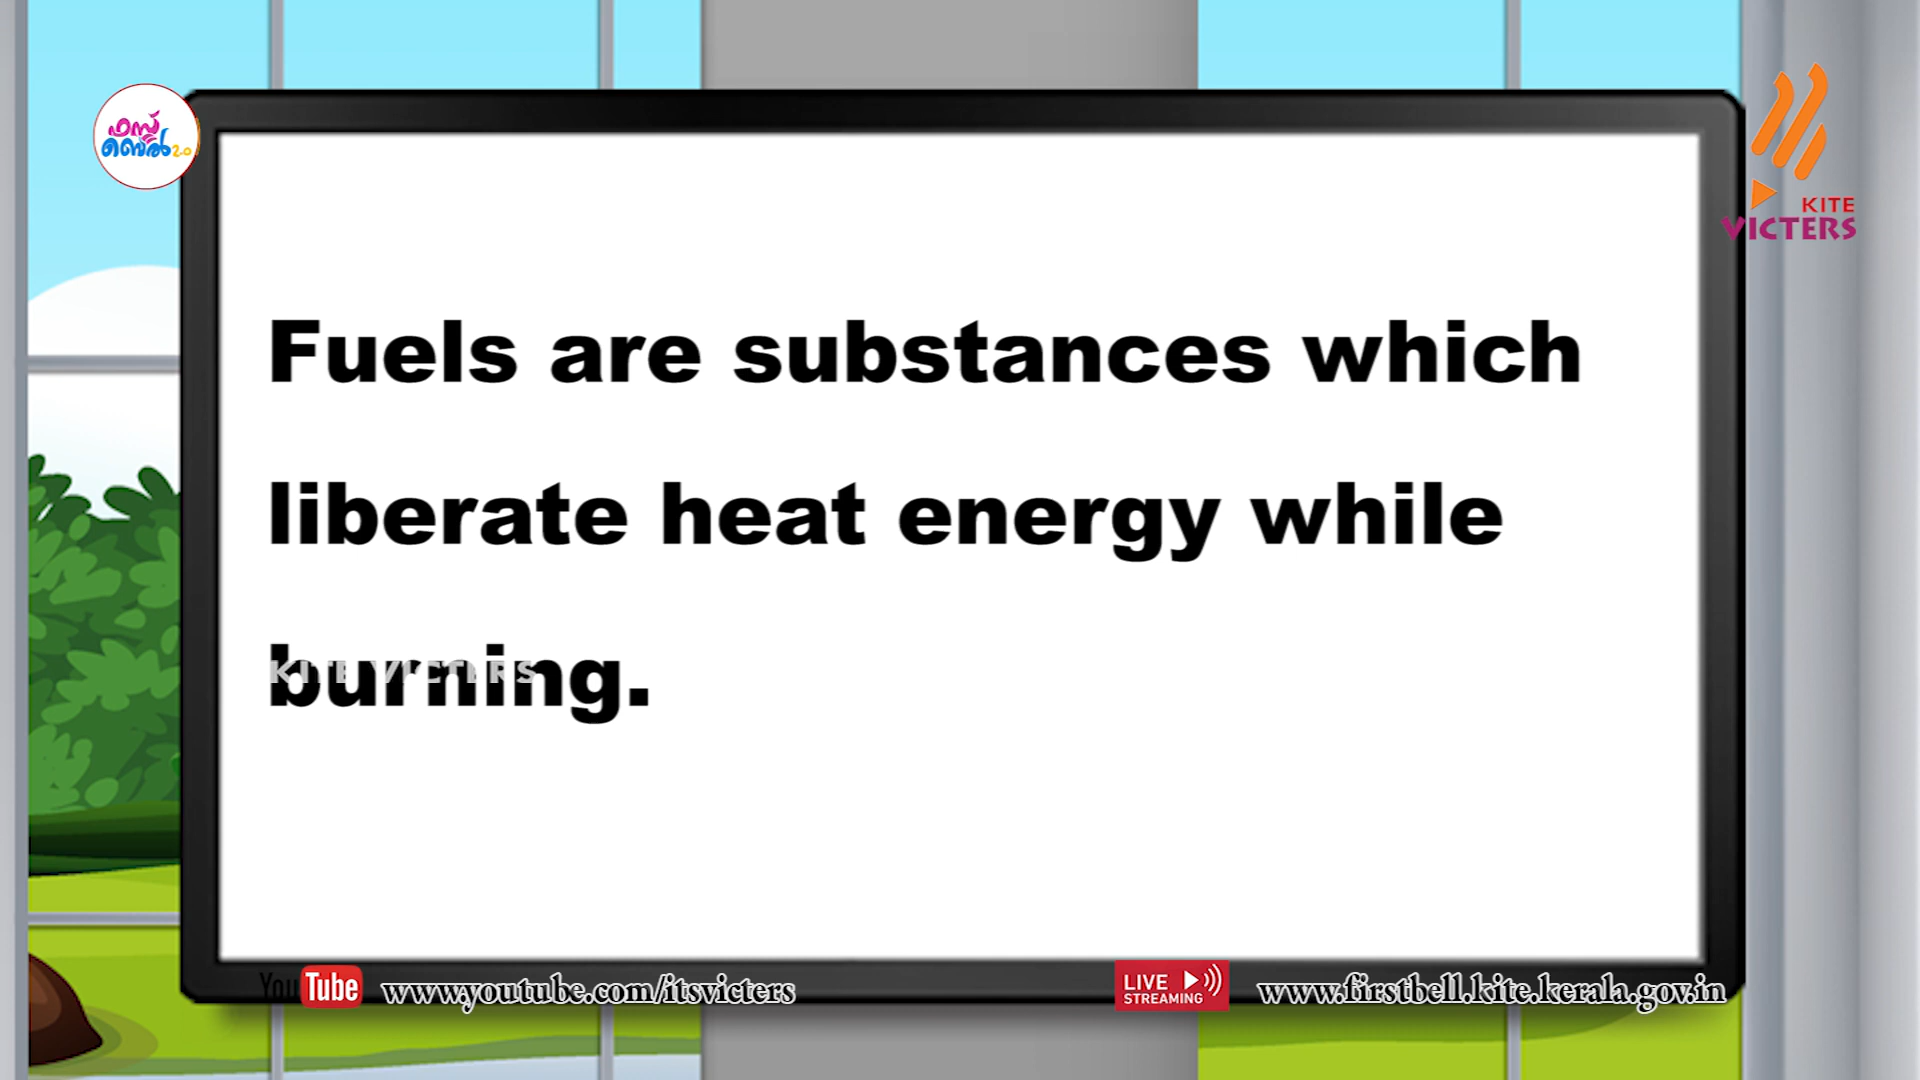 ഫസ്റ്റ്
ബെൽ 2.0
KITE
VICTERS
Fuels are substances which
liberate heat energy while
burning.
KITE VICTERS
YouTube www.youtube.com/itsvicters
LIVE
STREAMING
www.firstbell.kite.kerala.gov.in